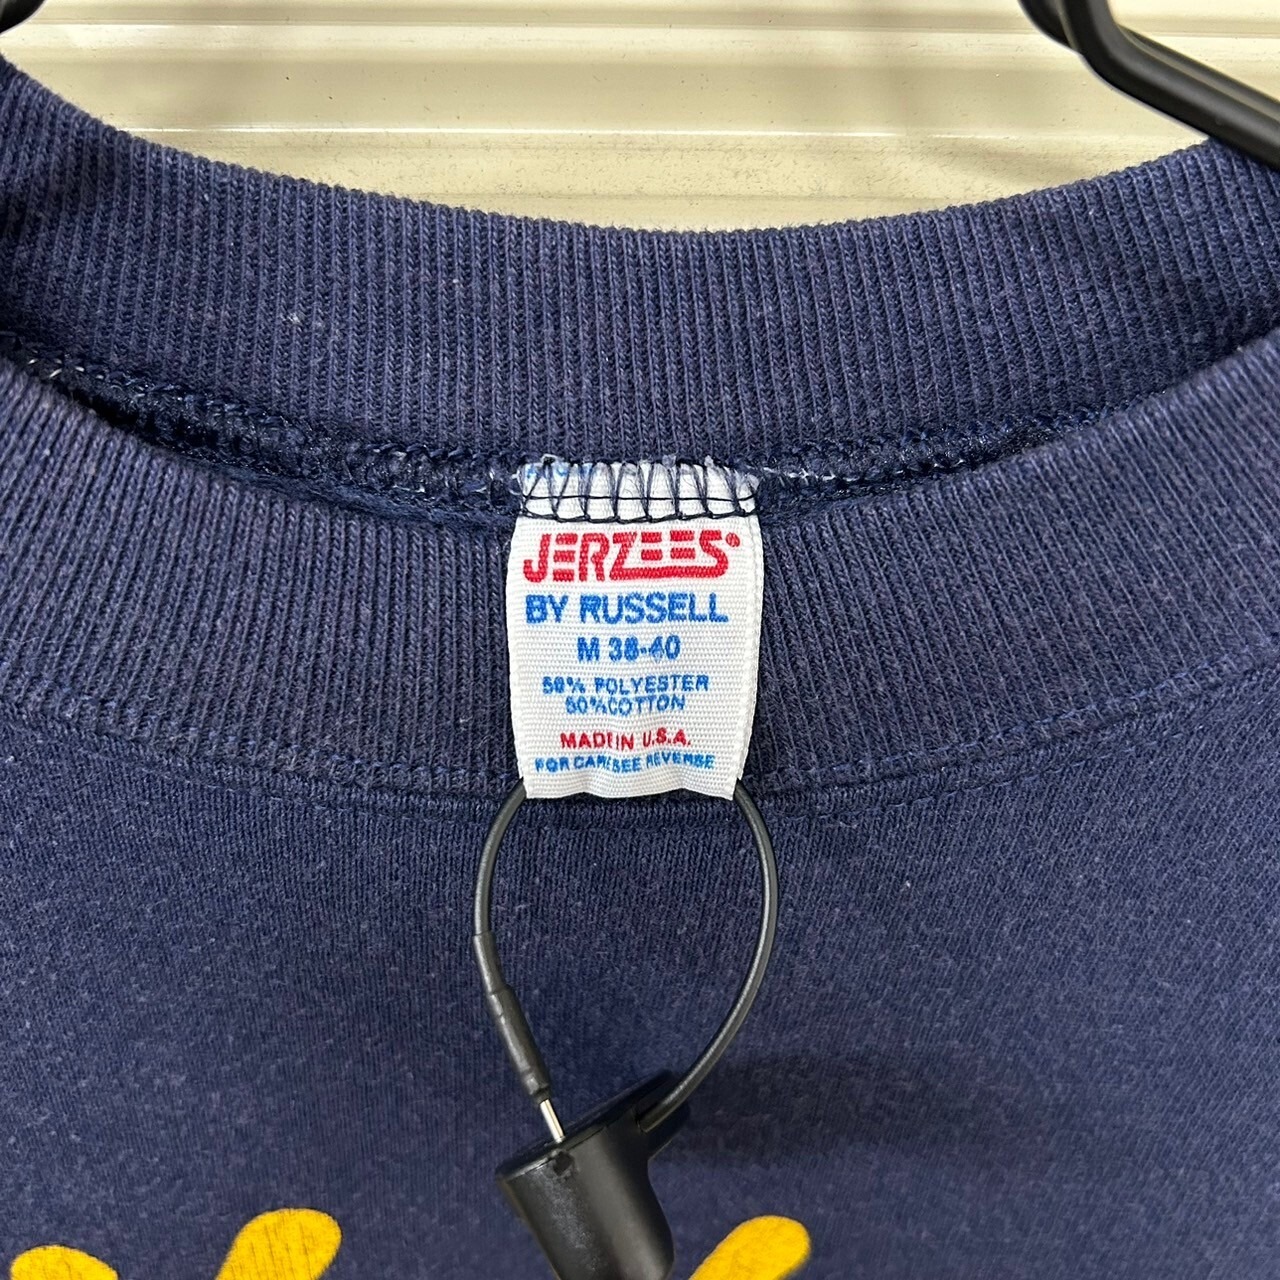 JERZEES®
BY RUSSELL
M 38-40
50% POLYESTER
50% COTTON
MADE IN U.S.A.
FOR CARE SEE REVERSE